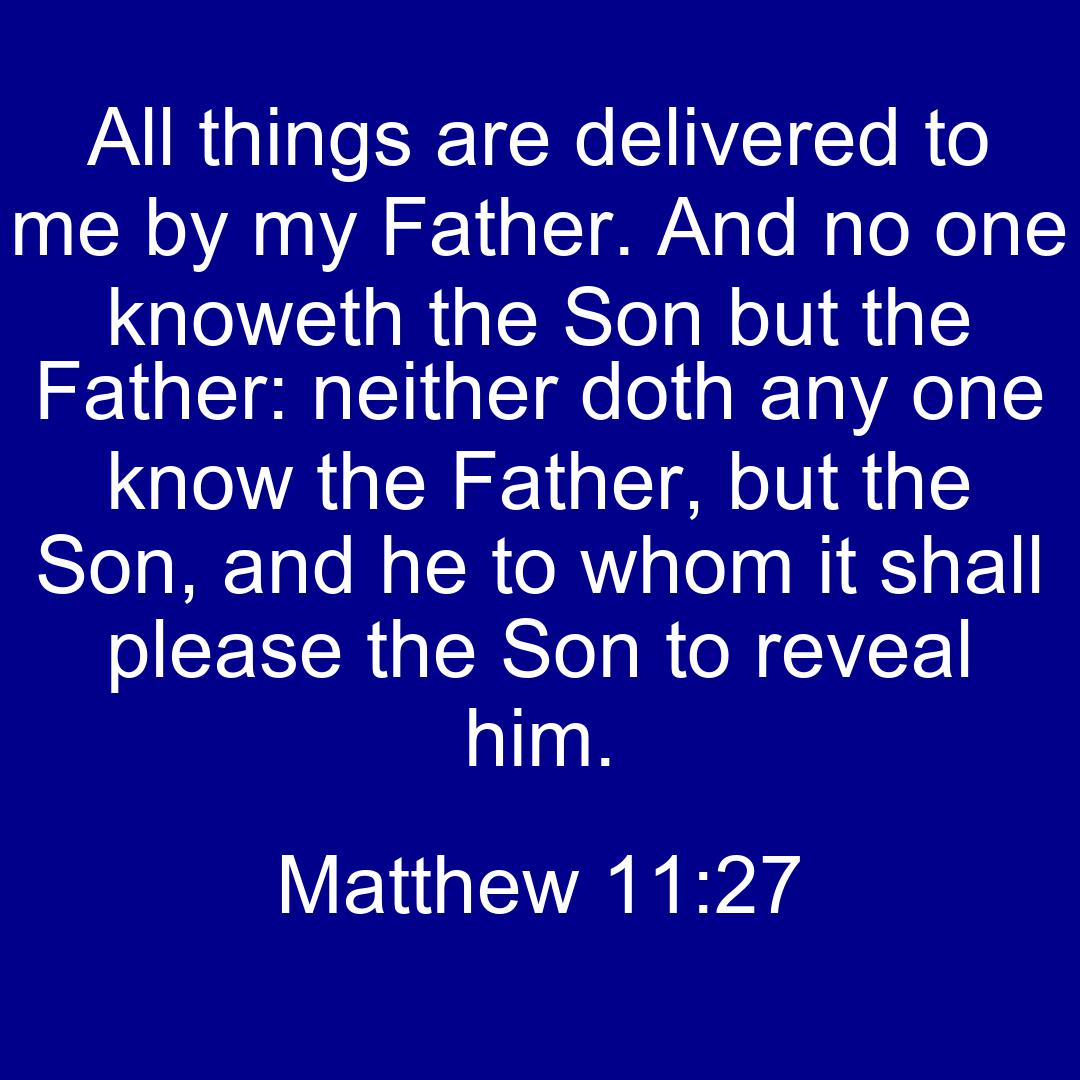 All things are delivered to
me by my Father. And no one
knoweth the Son but the
Father: neither doth any one
know the Father, but the
Son, and he to whom it shall
please the Son to reveal
him.
Matthew 11:27